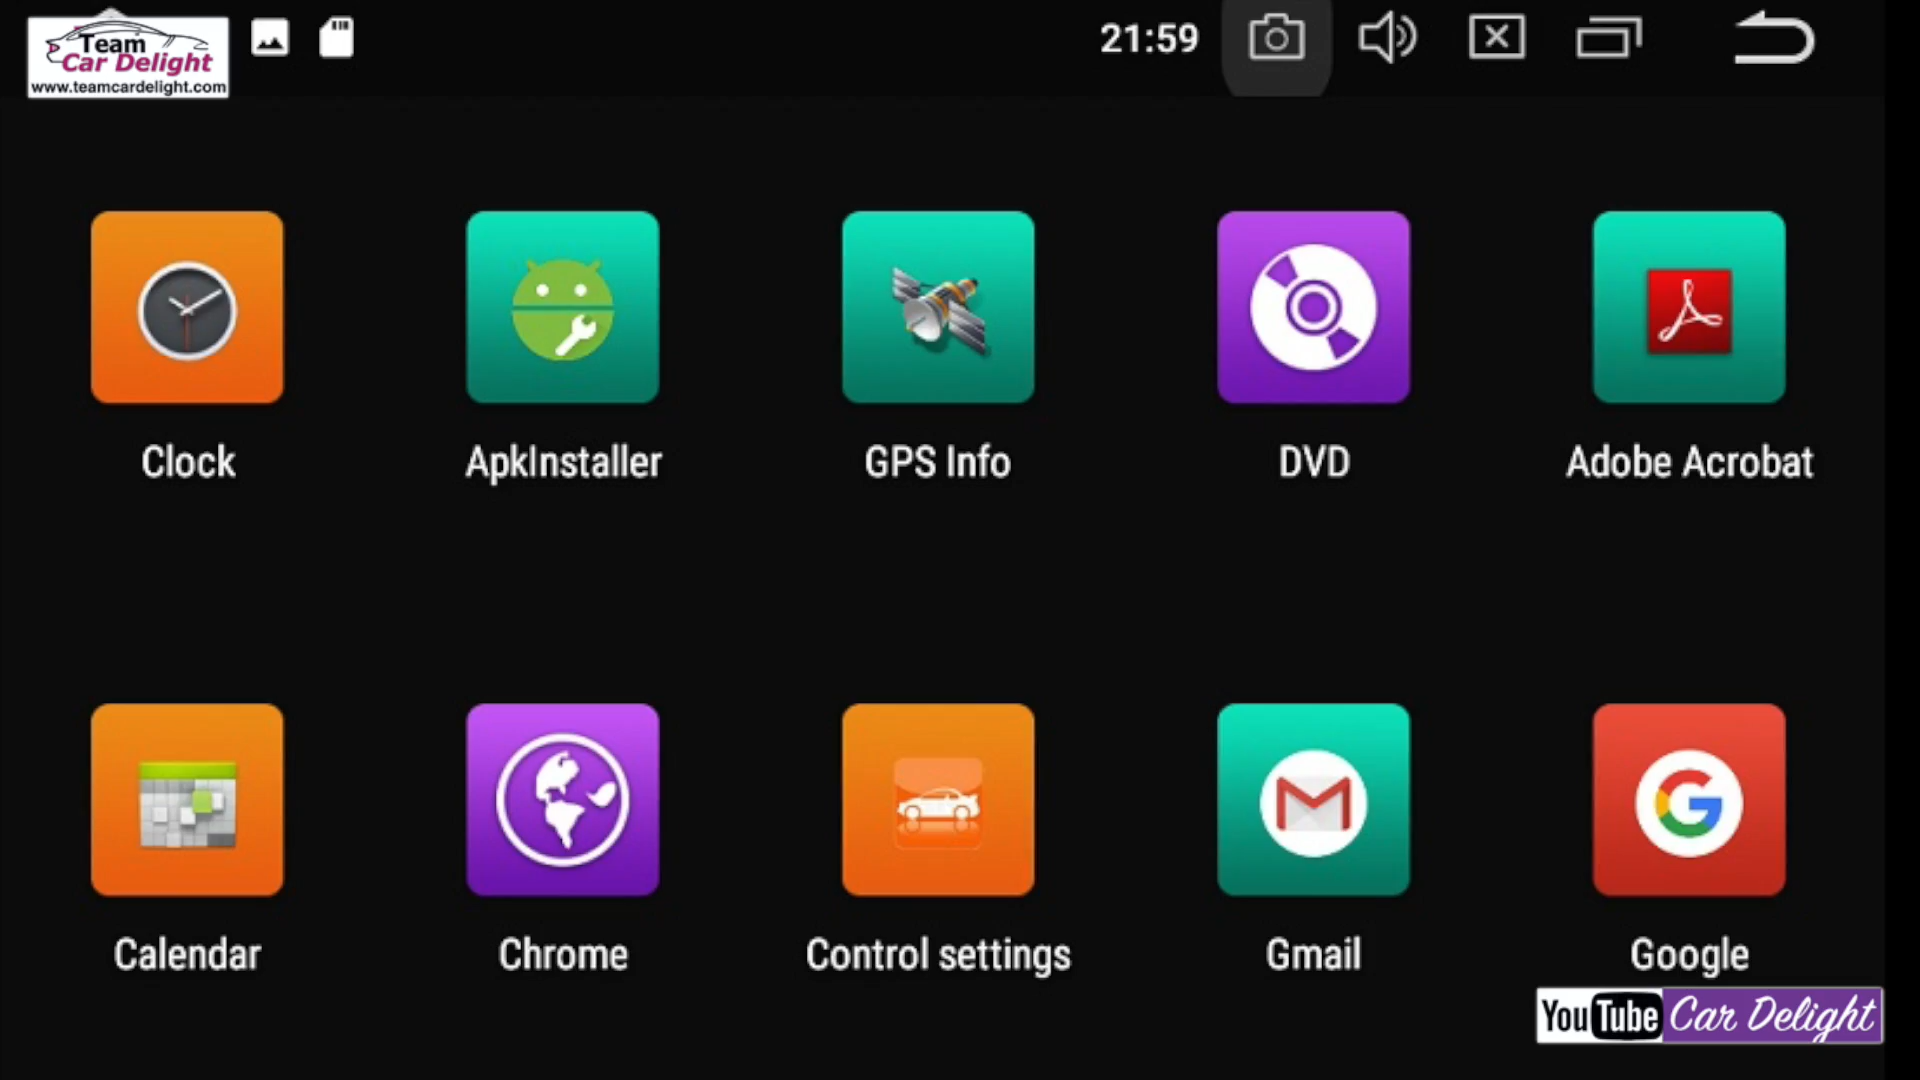 Team
Car Delight
www.teamcardelight.com
21:59
Clock
ApkInstaller
GPS Info
DVD
Adobe Acrobat
Calendar
Chrome
Control settings
Gmail
Google
YouTube Car Delight